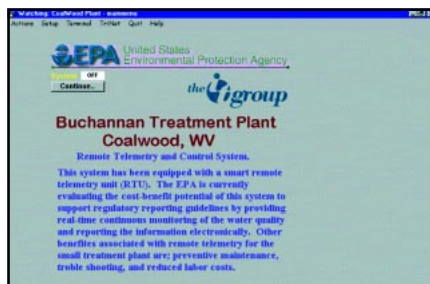 Watching: CoalWood Plant - mainmenu
Actions Setup Terminal TriNet Quit Help
EPA United States
Environmental Protection Agency
System OFF
Continue..
the igroup
Buchannan Treatment Plant
Coalwood, WV
Remote Telemetry and Control System.
This system has been equipped with a smart remote
telemetry unit (RTU). The EPA is currently
evaluating the cost-benefit potential of this system to
support regulatory reporting guidelines by providing
real-time continuous monitoring of the water quality
and reporting the information electronically. Other
benefits associated with remote telemetry for the
small treatment plant are; preventive maintenance,
troble shooting, and reduced labor costs.